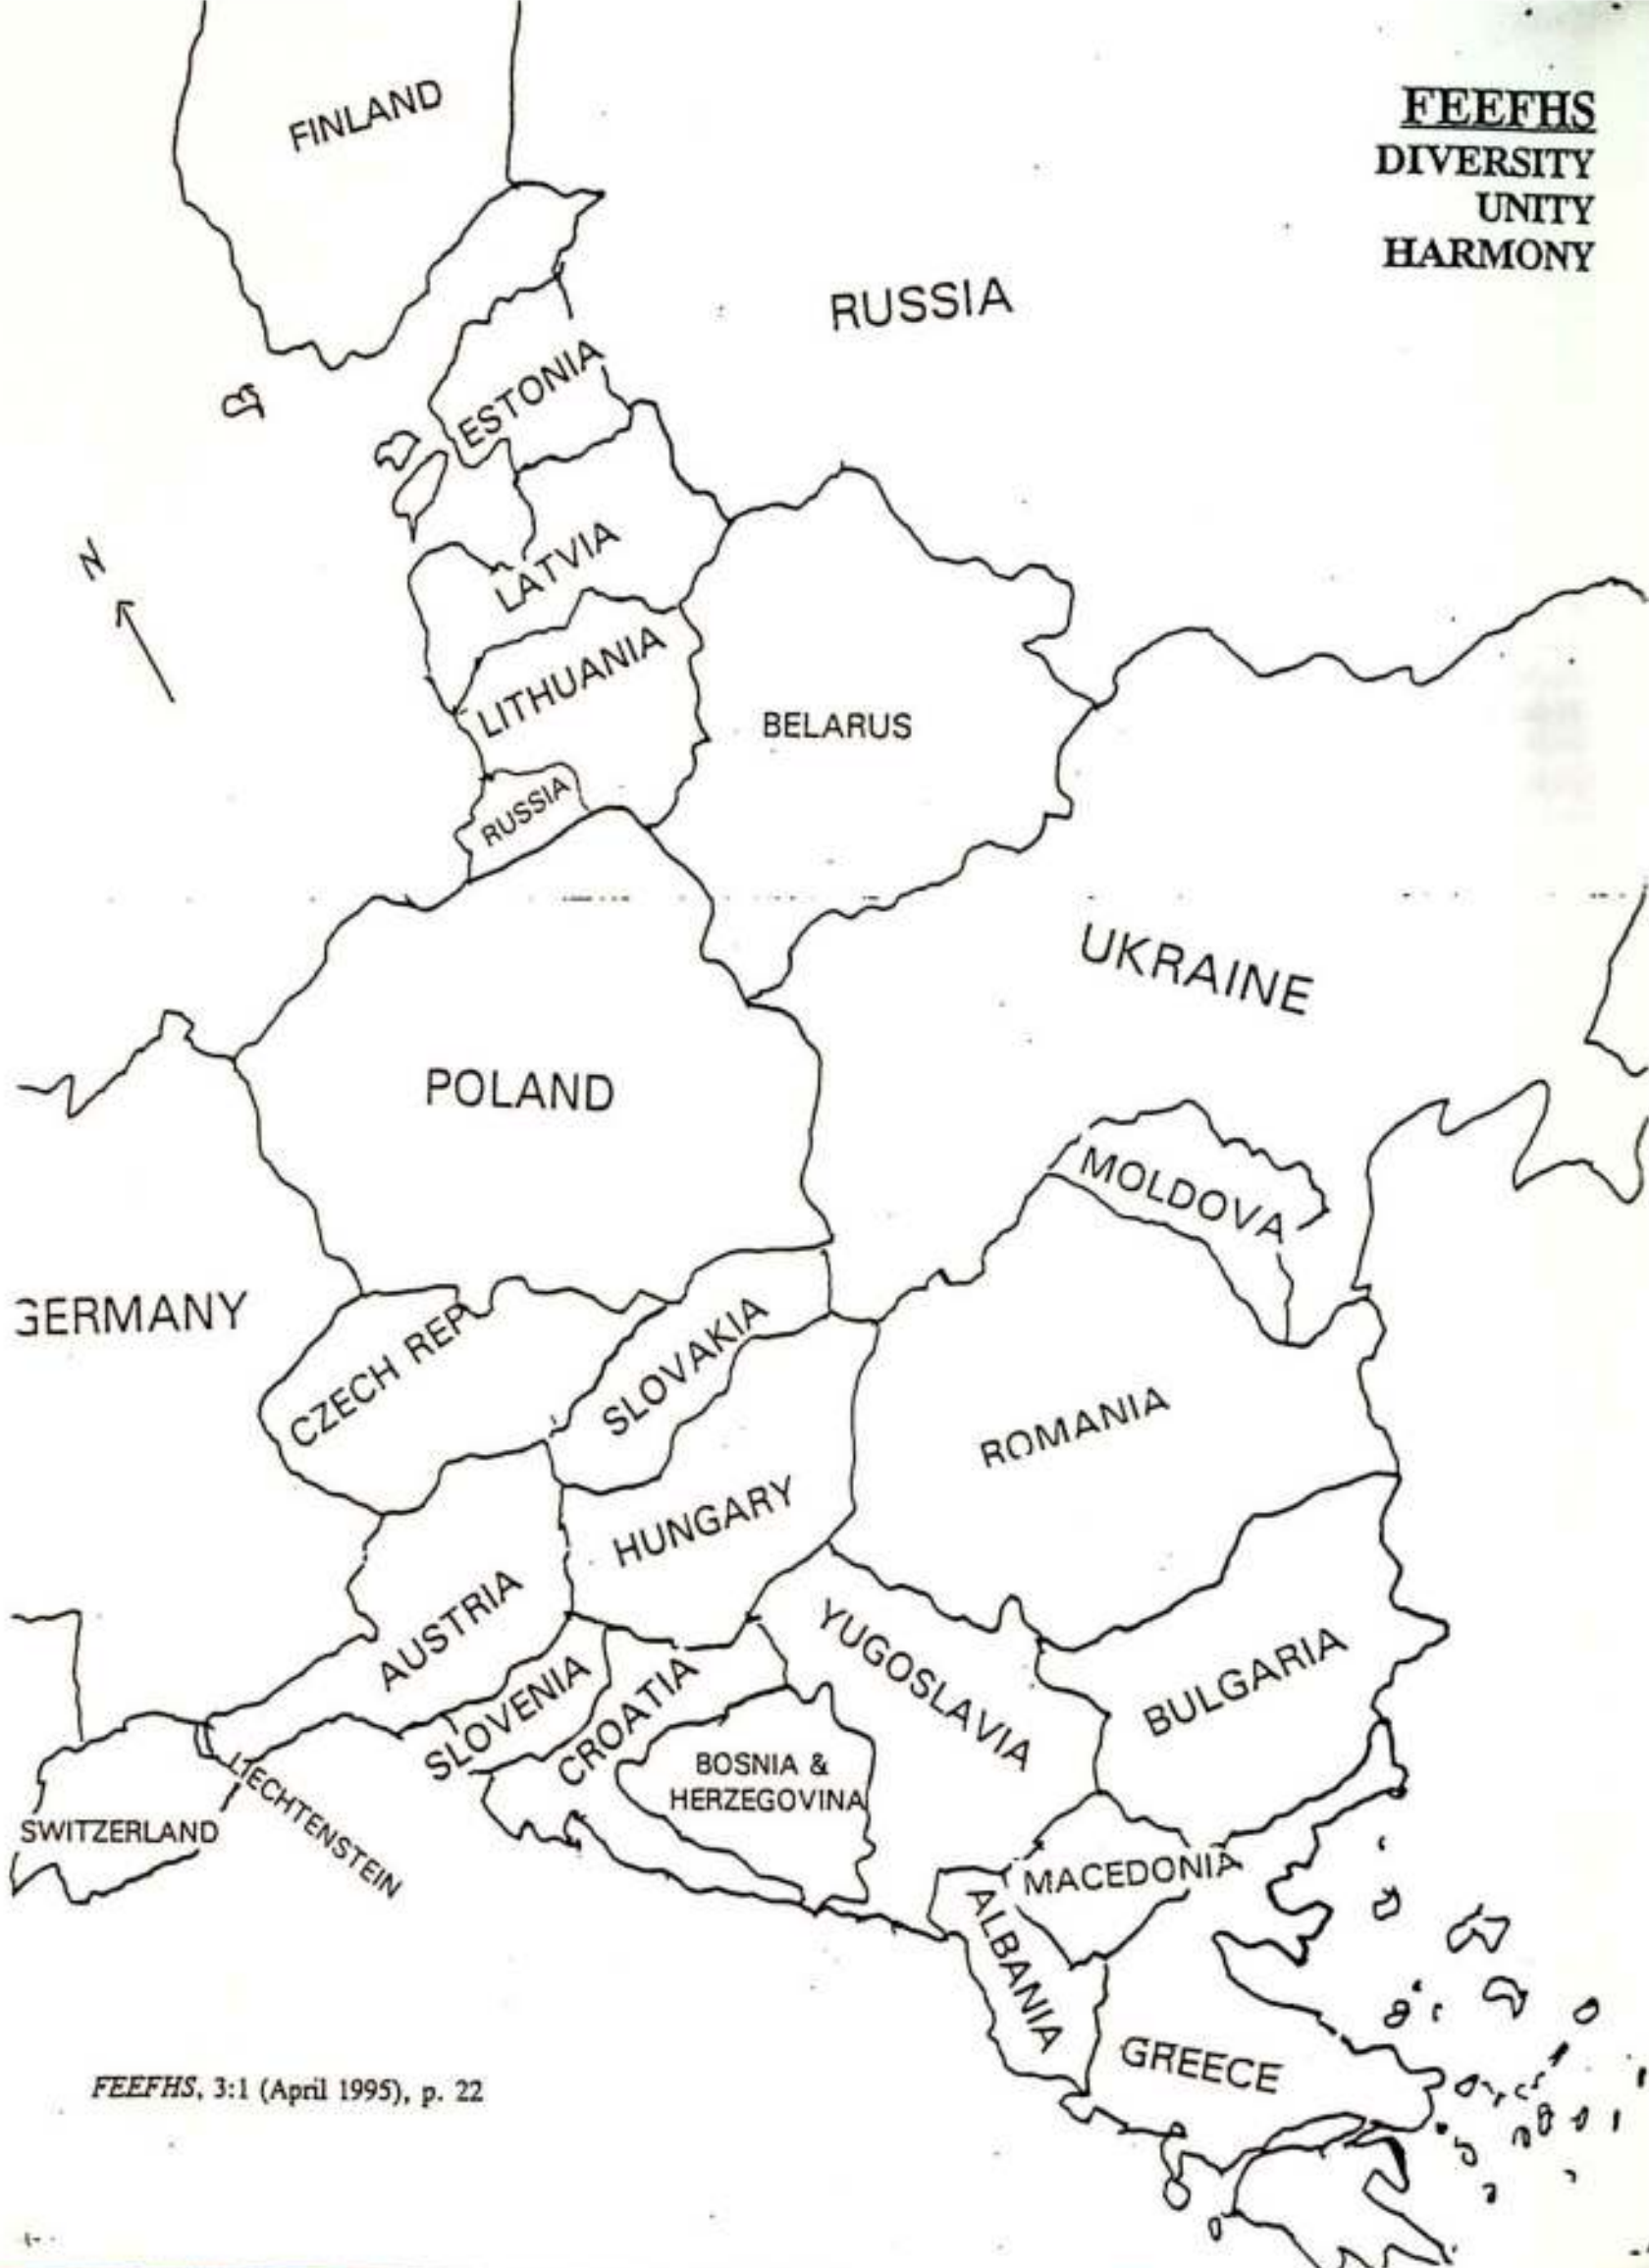 FINLAND
FEEFHS
DIVERSITY
UNITY
HARMONY
RUSSIA
ESTONIA
N
LATVIA
LITHUANIA
BELARUS
RUSSIA
UKRAINE
POLAND
MOLDOVA
GERMANY
CZECH REP
SLOVAKIA
ROMANIA
HUNGARY
AUSTRIA
YUGOSLAVIA
BULGARIA
SLOVENIA
CROATIA
BOSNIA &
HERZEGOVINA
LIECHTENSTEIN
SWITZERLAND
MACEDONIA
ALBANIA
GREECE
FEEFHS, 3:1 (April 1995), p. 22